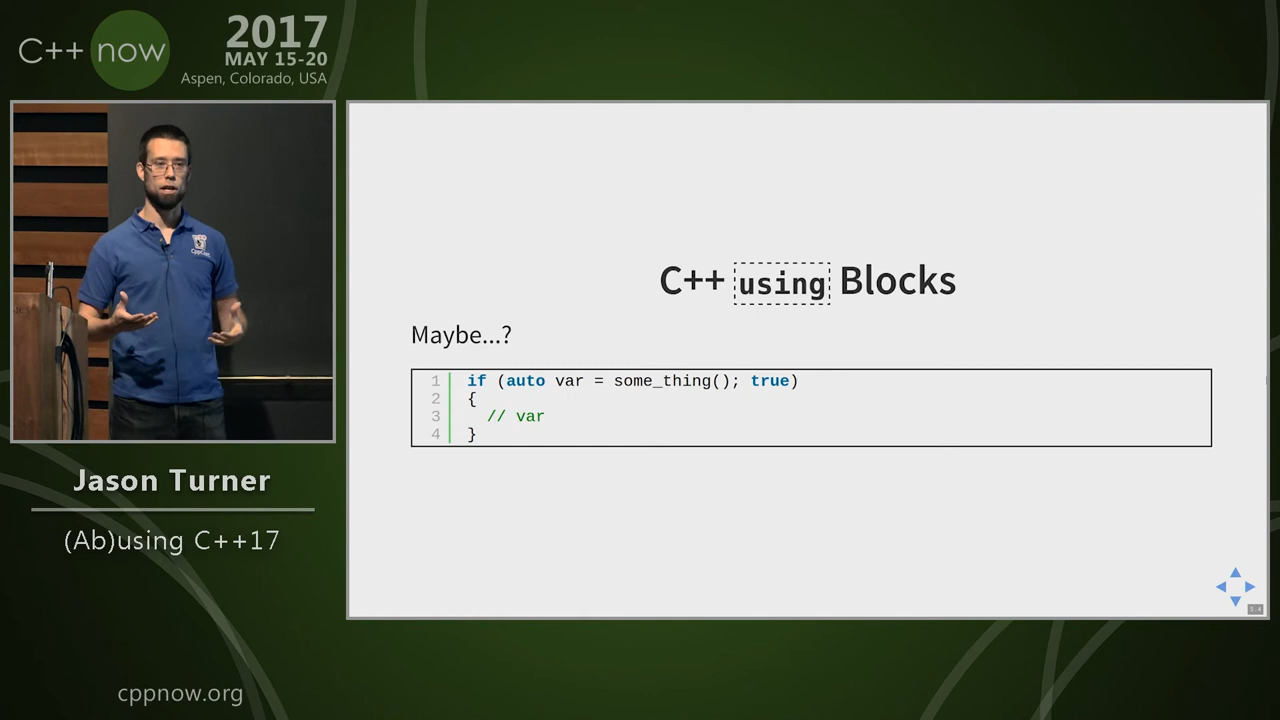 C++ now
2017
MAY 15-20
Aspen, Colorado, USA
CppCon
Jason Turner
(Ab)using C++17
cppnow.org
C++ using Blocks
Maybe...?
1 if (auto var = some_thing(); true)
2 {
3 // var
4 }